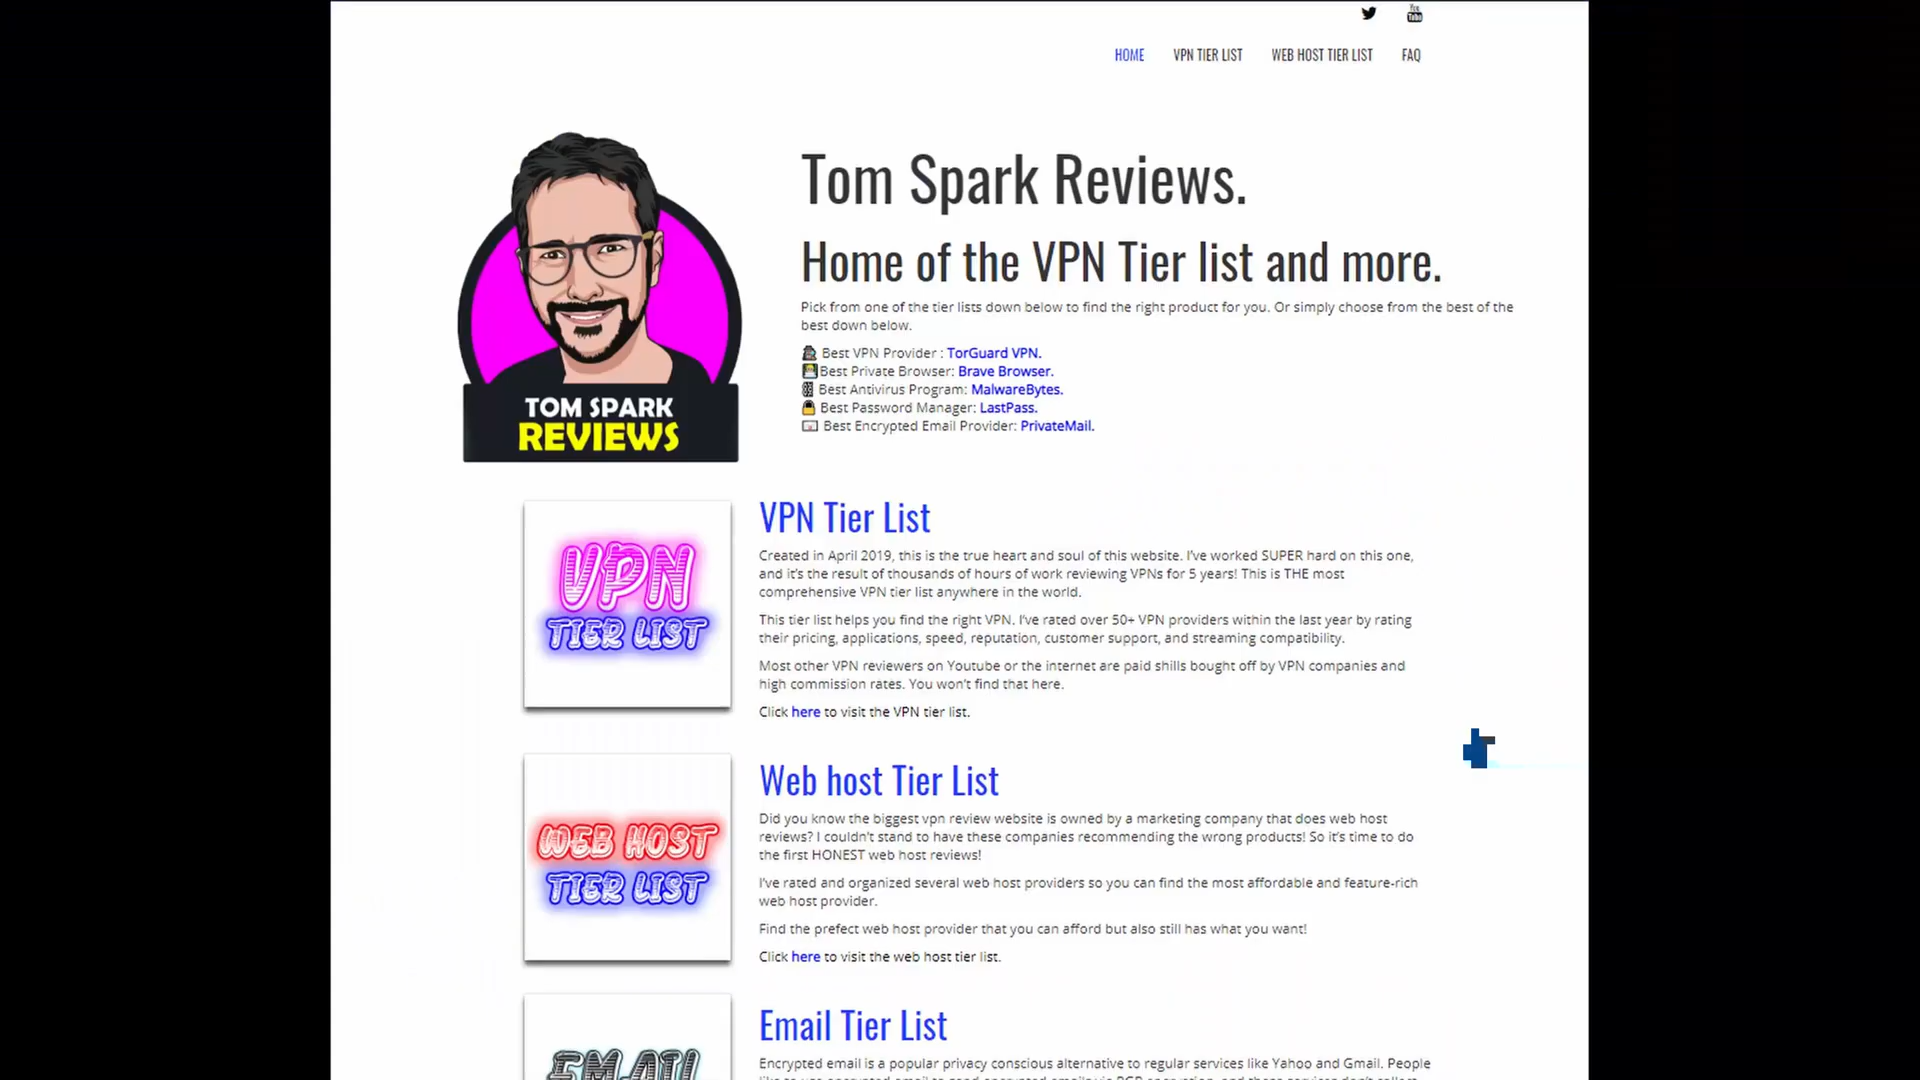 You
Tube
HOME VPN TIER LIST WEB HOST TIER LIST FAQ
Tom Spark Reviews.
Home of the VPN Tier list and more.
Pick from one of the tier lists down below to find the right product for you. Or simply choose from the best of the
best down below.
Best VPN Provider : TorGuard VPN.
Best Private Browser: Brave Browser.
Best Antivirus Program: MalwareBytes.
Best Password Manager: LastPass.
Best Encrypted Email Provider: PrivateMail.
TOM SPARK
REVIEWS
VPN
TIER LIST
VPN Tier List
Created in April 2019, this is the true heart and soul of this website. I've worked SUPER hard on this one,
and it's the result of thousands of hours of work reviewing VPNs for 5 years! This is THE most
comprehensive VPN tier list anywhere in the world.
This tier list helps you find the right VPN. I've rated over 50+ VPN providers within the last year by rating
their pricing, applications, speed, reputation, customer support, and streaming compatibility.
Most other VPN reviewers on Youtube or the internet are paid shills bought off by VPN companies and
high commission rates. You won't find that here.
Click here to visit the VPN tier list.
WEB HOST
TIER LIST
Web host Tier List
Did you know the biggest vpn review website is owned by a marketing company that does web host
reviews? I couldn't stand to have these companies recommending the wrong products! So it's time to do
the first HONEST web host reviews!
I've rated and organized several web host providers so you can find the most affordable and feature-rich
web host provider.
Find the prefect web host provider that you can afford but also still has what you want!
Click here to visit the web host tier list.
EMAIL
Email Tier List
Encrypted email is a popular privacy conscious alternative to regular services like Yahoo and Gmail. People